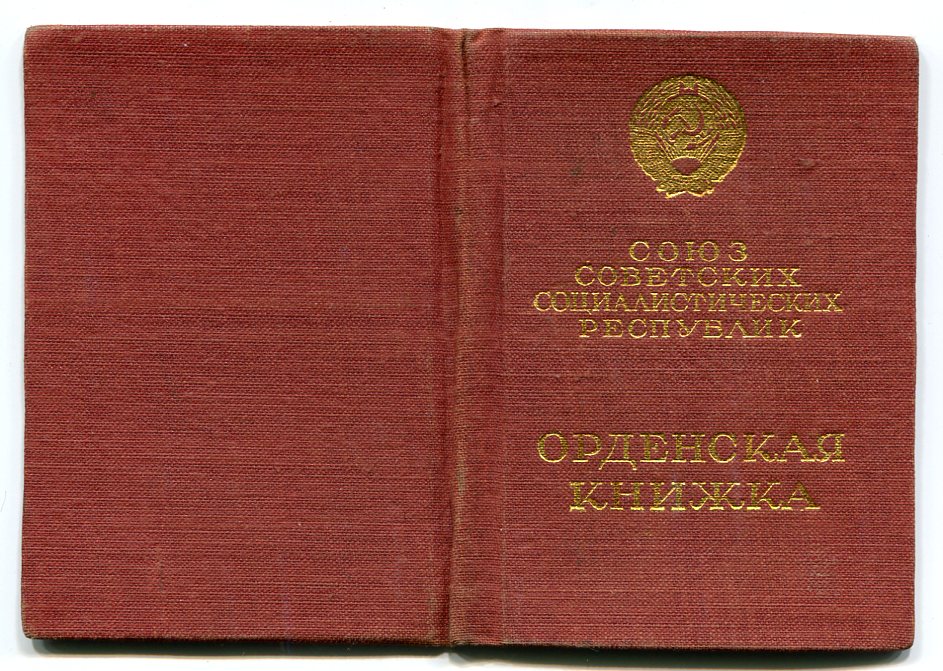 СОЮЗ
СОВЕТСКИХ
СОЦИАЛИСТИЧЕСКИХ
РЕСПУБЛИК
ОРДЕНСКАЯ
КНИЖКА